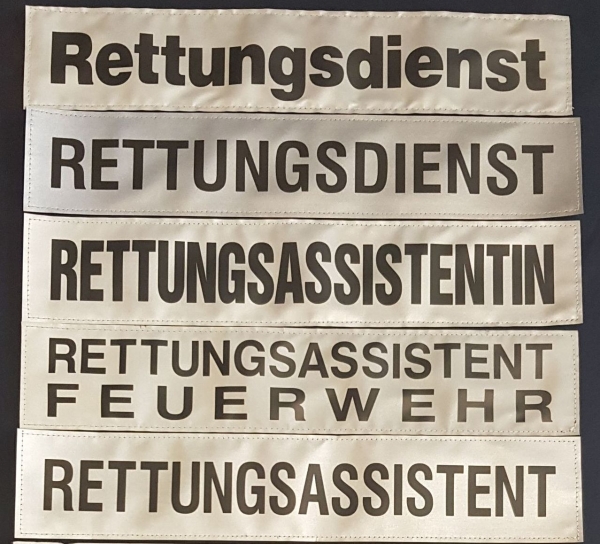 Rettungsdienst
RETTUNGSDIENST
RETTUNGSASSISTENTIN
RETTUNGSASSISTENT
FEUERWEHR
RETTUNGSASSISTENT